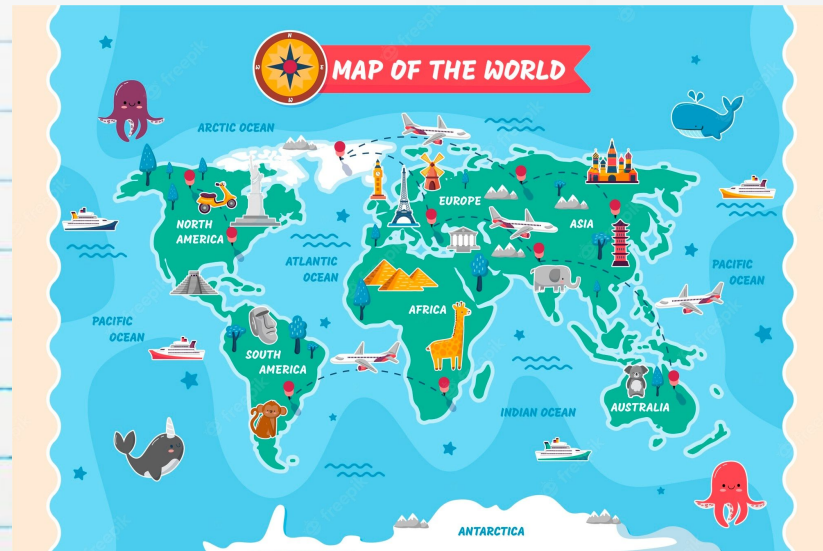 N
W E
W
MAP OF THE WORLD
ARCTIC OCEAN
NORTH
AMERICA
EUROPE
ASIA
ATLANTIC
OCEAN
PACIFIC
OCEAN
AFRICA
PACIFIC
OCEAN
SOUTH
AMERICA
INDIAN OCEAN
AUSTRALIA
ANTARCTICA
freepik